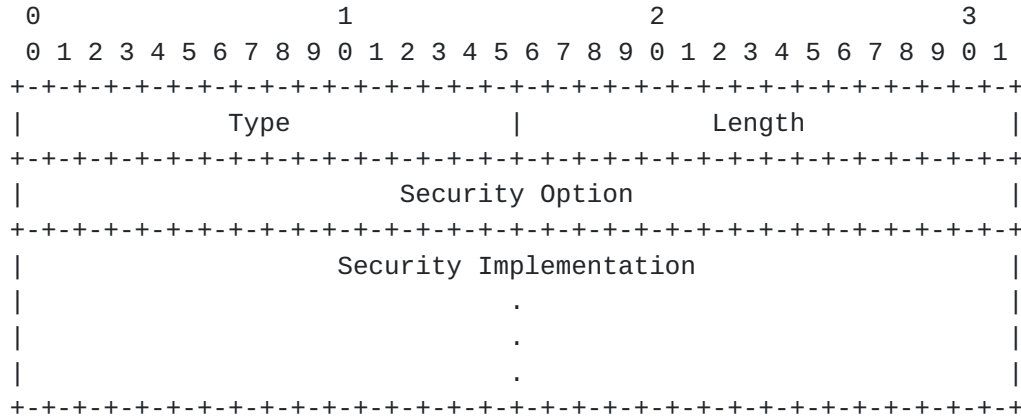 0                   1                   2                   3
 0 1 2 3 4 5 6 7 8 9 0 1 2 3 4 5 6 7 8 9 0 1 2 3 4 5 6 7 8 9 0 1
+-+-+-+-+-+-+-+-+-+-+-+-+-+-+-+-+-+-+-+-+-+-+-+-+-+-+-+-+-+-+-+-+
|             Type              |            Length             |
+-+-+-+-+-+-+-+-+-+-+-+-+-+-+-+-+-+-+-+-+-+-+-+-+-+-+-+-+-+-+-+-+
|                        Security Option                        |
+-+-+-+-+-+-+-+-+-+-+-+-+-+-+-+-+-+-+-+-+-+-+-+-+-+-+-+-+-+-+-+-+
|                    Security Implementation                    |
|                               .                               |
|                               .                               |
|                               .                               |
+-+-+-+-+-+-+-+-+-+-+-+-+-+-+-+-+-+-+-+-+-+-+-+-+-+-+-+-+-+-+-+-+